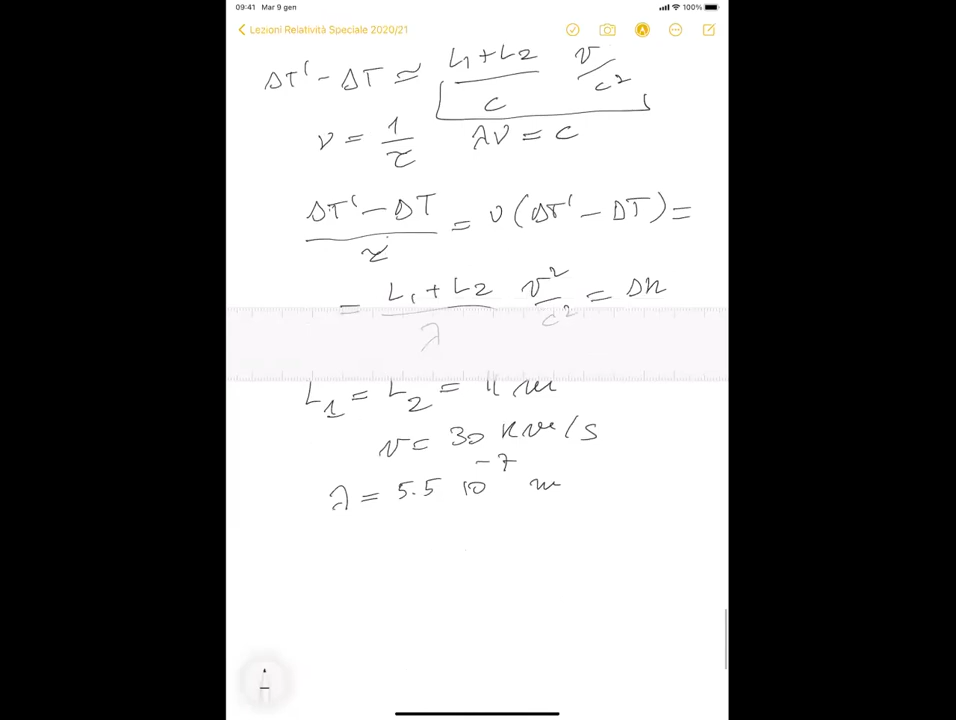 09:41 Mar 9 gen 100%
Lezioni Relatività Speciale 2020/21
ΔT' - ΔT ≃ (L1 + L2)/c v/c²
ν = 1/τ λν = c
(ΔT' - ΔT)/τ = ν(ΔT' - ΔT) =
= (L1 + L2)/λ v²/c² = Δn
L1 = L2 = 11 m
v = 30 Km/s
λ = 5.5 10⁻⁷ m